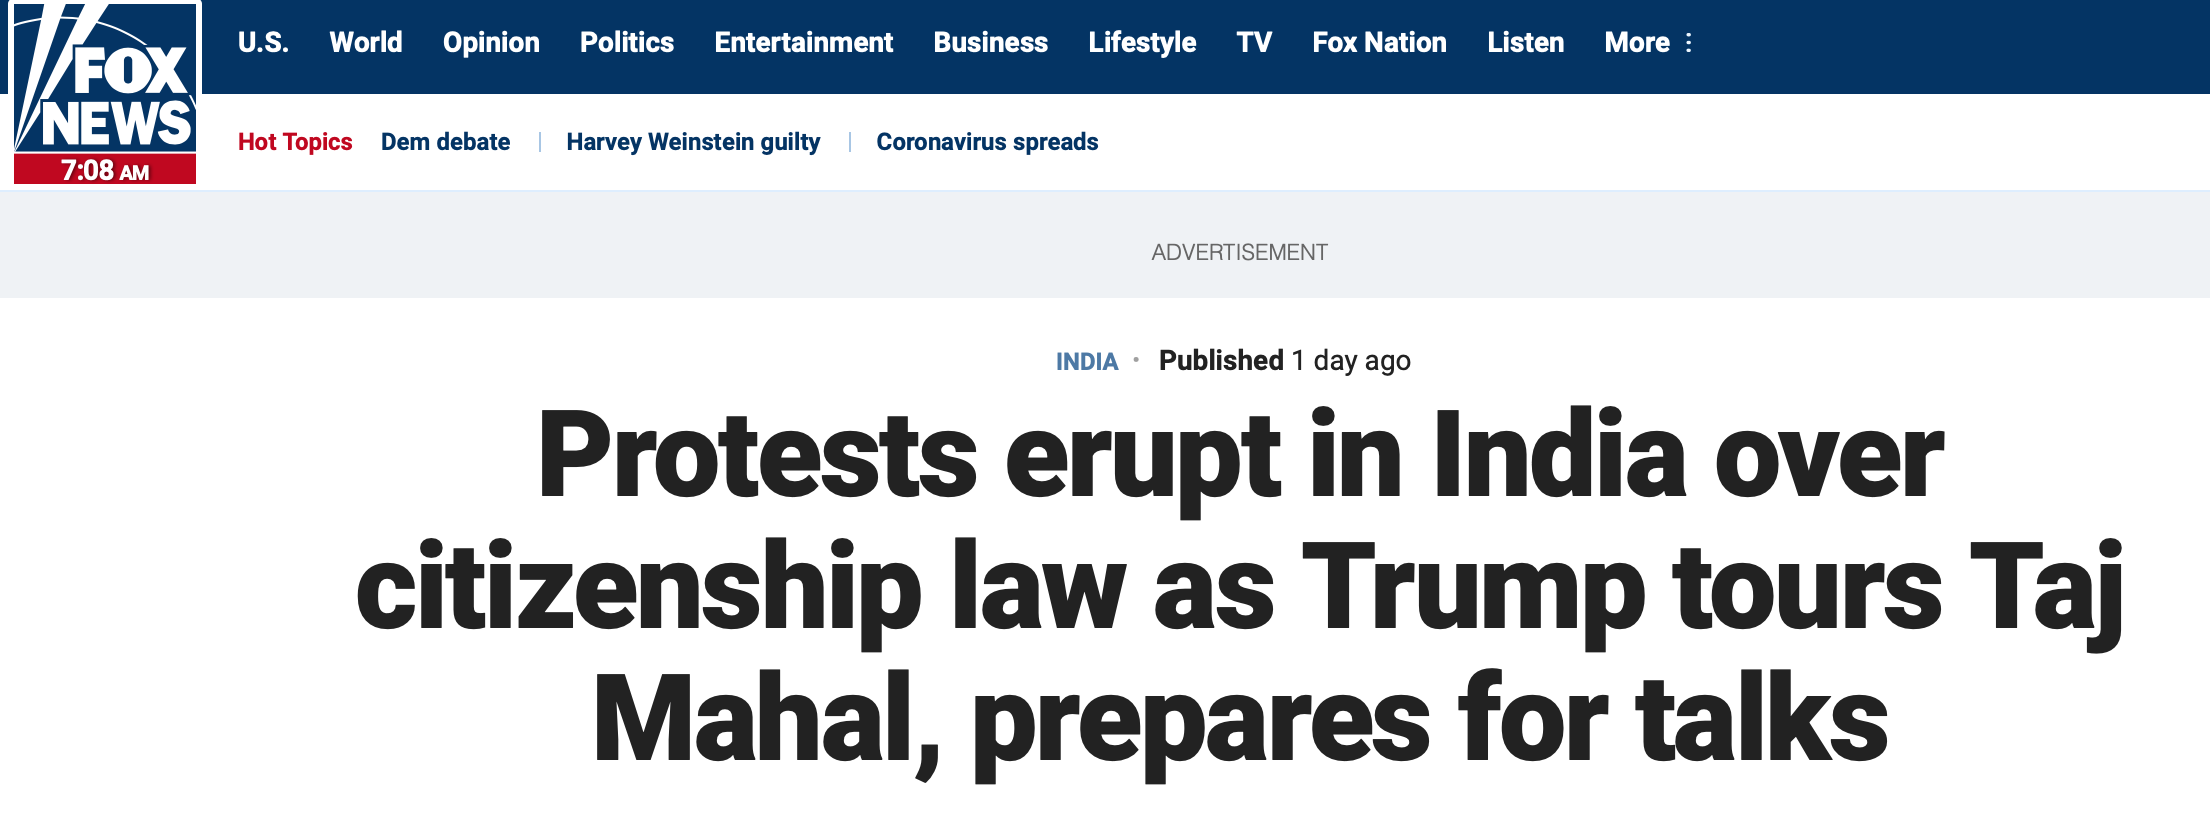 FOX
NEWS
7:08 AM
U.S. World Opinion Politics Entertainment Business Lifestyle TV Fox Nation Listen More ⋮
Hot Topics Dem debate | Harvey Weinstein guilty | Coronavirus spreads
ADVERTISEMENT
INDIA · Published 1 day ago
Protests erupt in India over
citizenship law as Trump tours Taj
Mahal, prepares for talks